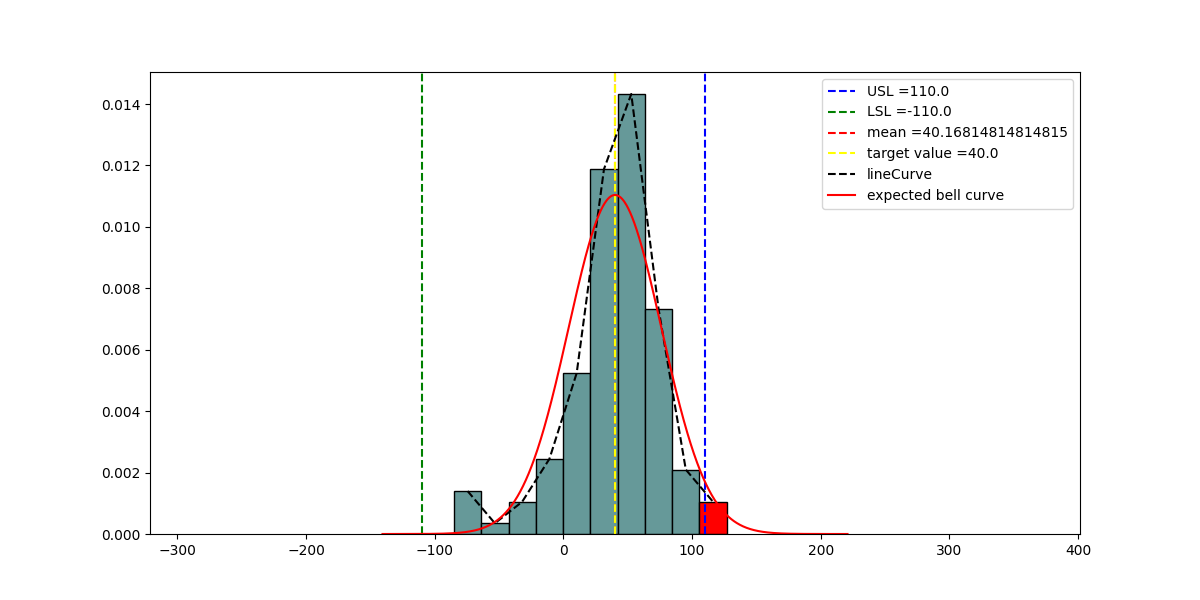 USL =110.0
LSL =-110.0
mean =40.16814814814815
target value =40.0
lineCurve
expected bell curve
0.014
0.012
0.010
0.008
0.006
0.004
0.002
0.000
−300 −200 −100 0 100 200 300 400